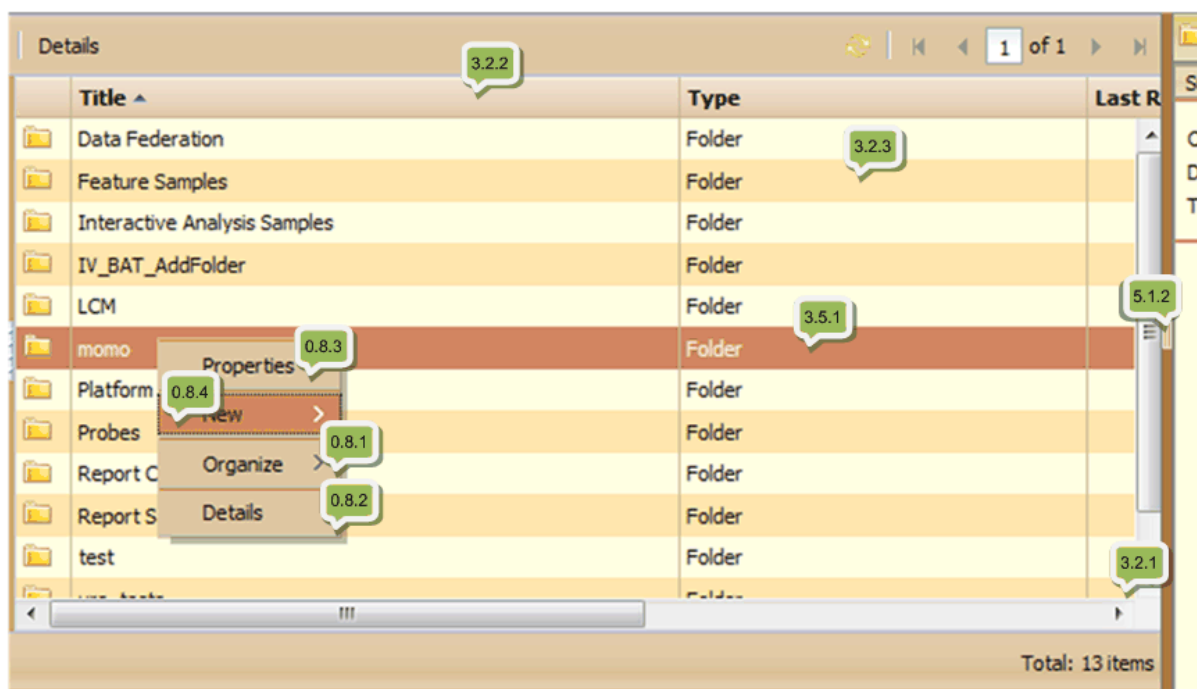 Details
1 of 1
3.2.2
Title Type Last R
Data Federation Folder
3.2.3
Feature Samples Folder
Interactive Analysis Samples Folder
IV_BAT_AddFolder Folder
LCM Folder
5.1.2
3.5.1
momo Folder
0.8.3
Properties
Platform Folder
0.8.4
New
Probes Folder
0.8.1
Report C Folder
Organize
0.8.2
Report S Folder
Details
test Folder
3.2.1
Total: 13 items
S
C
D
T